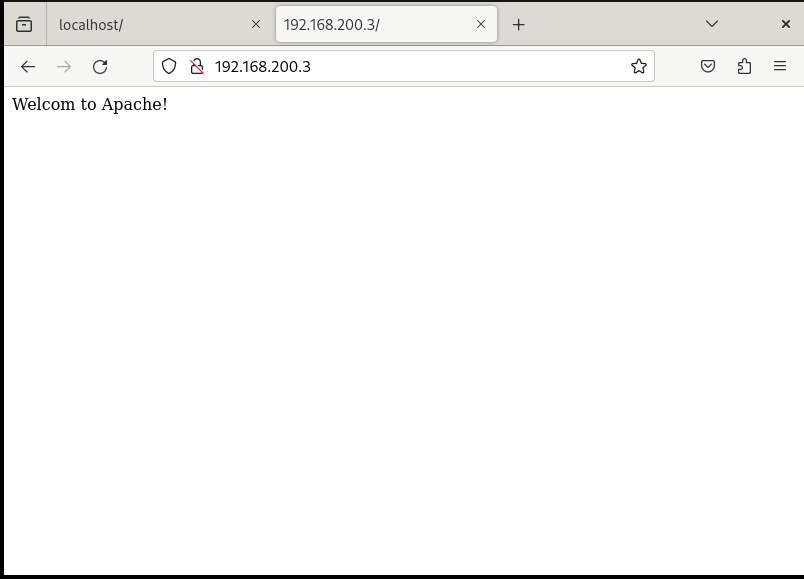 localhost/
192.168.200.3/
192.168.200.3
Welcom to Apache!